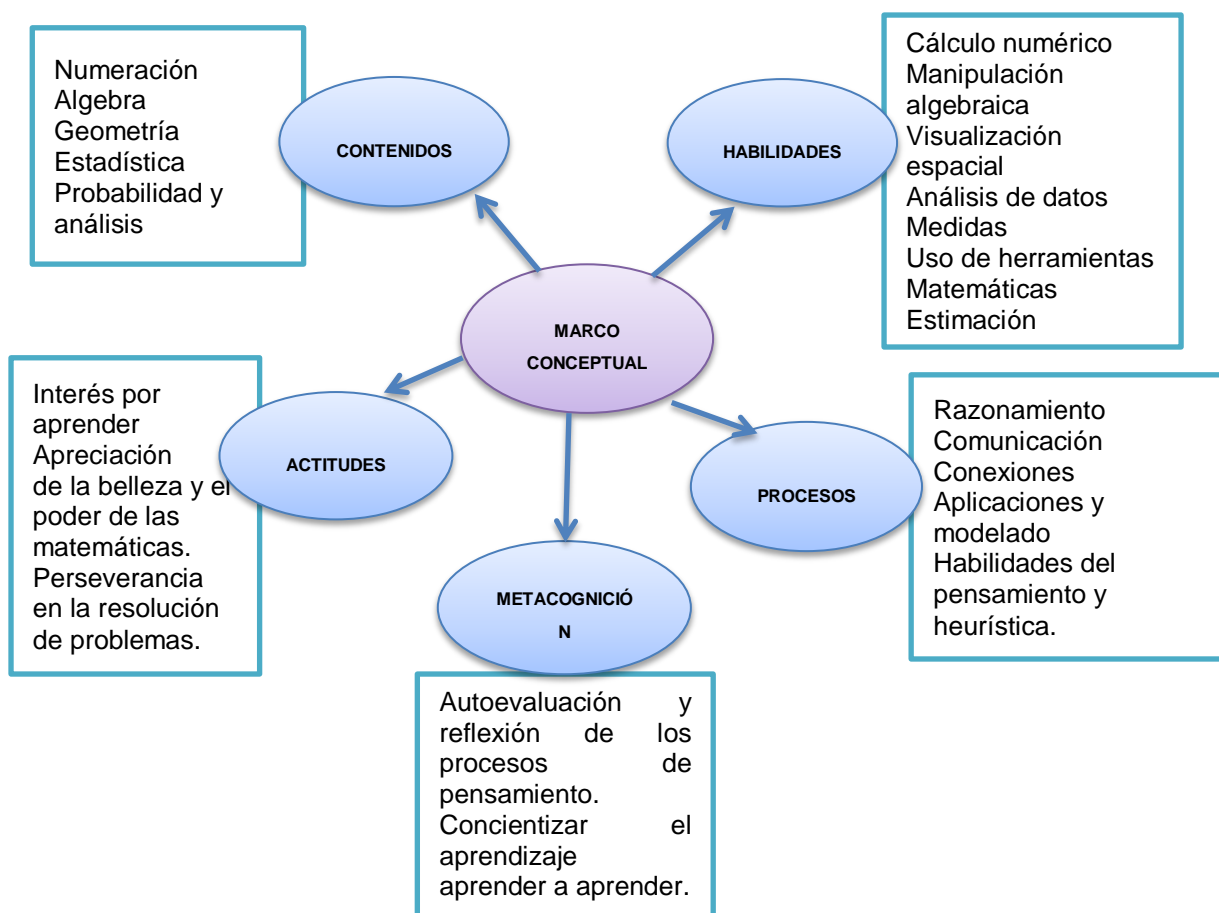 Numeración
Algebra
Geometría
Estadística
Probabilidad y
análisis
CONTENIDOS
HABILIDADES
Cálculo numérico
Manipulación
algebraica
Visualización
espacial
Análisis de datos
Medidas
Uso de herramientas
Matemáticas
Estimación
MARCO
CONCEPTUAL
Interés por
aprender
Apreciación
de la belleza y el
poder de las
matemáticas.
Perseverancia
en la resolución
de problemas.
ACTITUDES
PROCESOS
Razonamiento
Comunicación
Conexiones
Aplicaciones y
modelado
Habilidades del
pensamiento y
heurística.
METACOGNICIÓ
N
Autoevaluación y
reflexión de los
procesos de
pensamiento.
Concientizar el
aprendizaje
aprender a aprender.